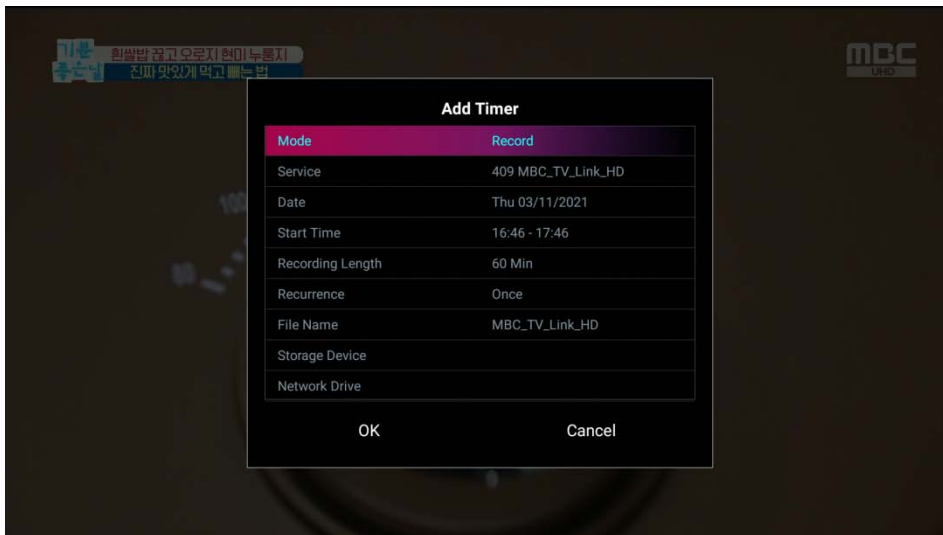 기분
좋은날
흰쌀밥 끊고 오로지 현미 누룽지
진짜 맛있게 먹고 빼는 법
MBC
UHD
Add Timer
Mode Record
Service 409 MBC_TV_Link_HD
Date Thu 03/11/2021
Start Time 16:46 - 17:46
Recording Length 60 Min
Recurrence Once
File Name MBC_TV_Link_HD
Storage Device
Network Drive
OK Cancel
100
80
0